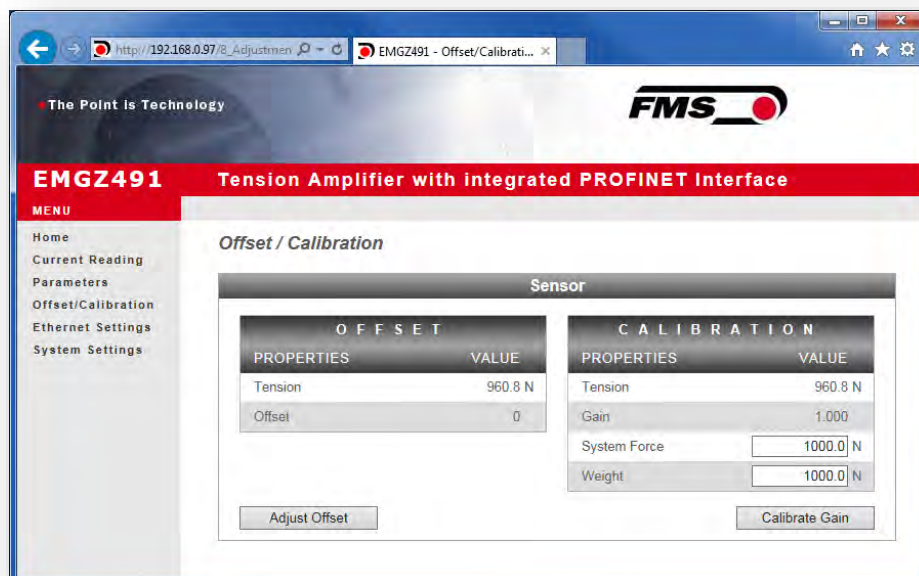 http://192.168.0.97/8_Adjustmen
EMGZ491 - Offset/Calibrati...
The Point is Technology
FMS
EMGZ491
Tension Amplifier with integrated PROFINET Interface
MENU
Home
Current Reading
Parameters
Offset/Calibration
Ethernet Settings
System Settings
Offset / Calibration
Sensor
OFFSET
PROPERTIES VALUE
Tension 960.8 N
Offset 0
Adjust Offset
CALIBRATION
PROPERTIES VALUE
Tension 960.8 N
Gain 1.000
System Force 1000.0 N
Weight 1000.0 N
Calibrate Gain